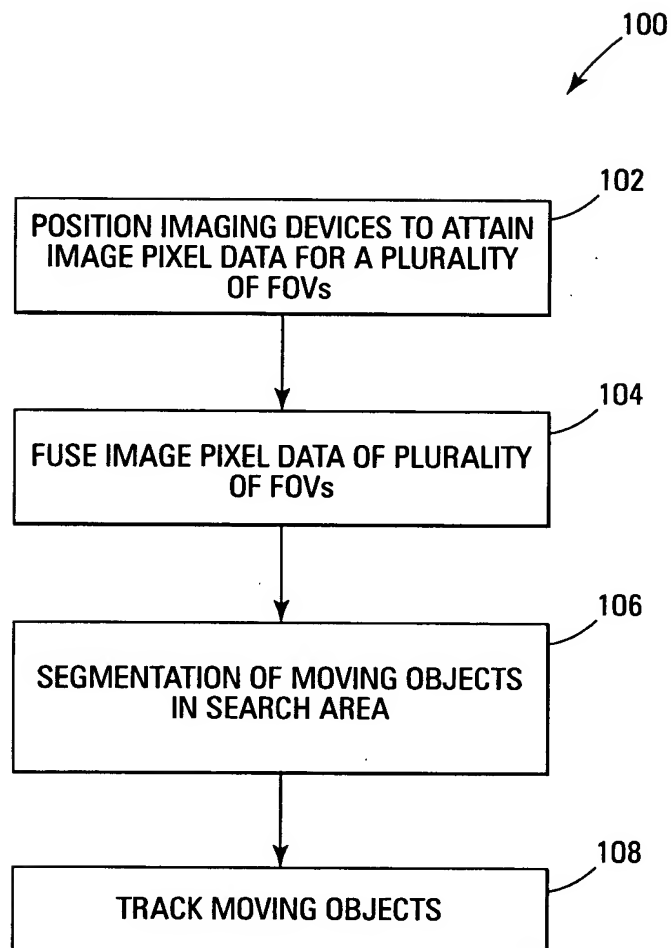 100
102
POSITION IMAGING DEVICES TO ATTAIN
IMAGE PIXEL DATA FOR A PLURALITY
OF FOVs
104
FUSE IMAGE PIXEL DATA OF PLURALITY
OF FOVs
106
SEGMENTATION OF MOVING OBJECTS
IN SEARCH AREA
108
TRACK MOVING OBJECTS